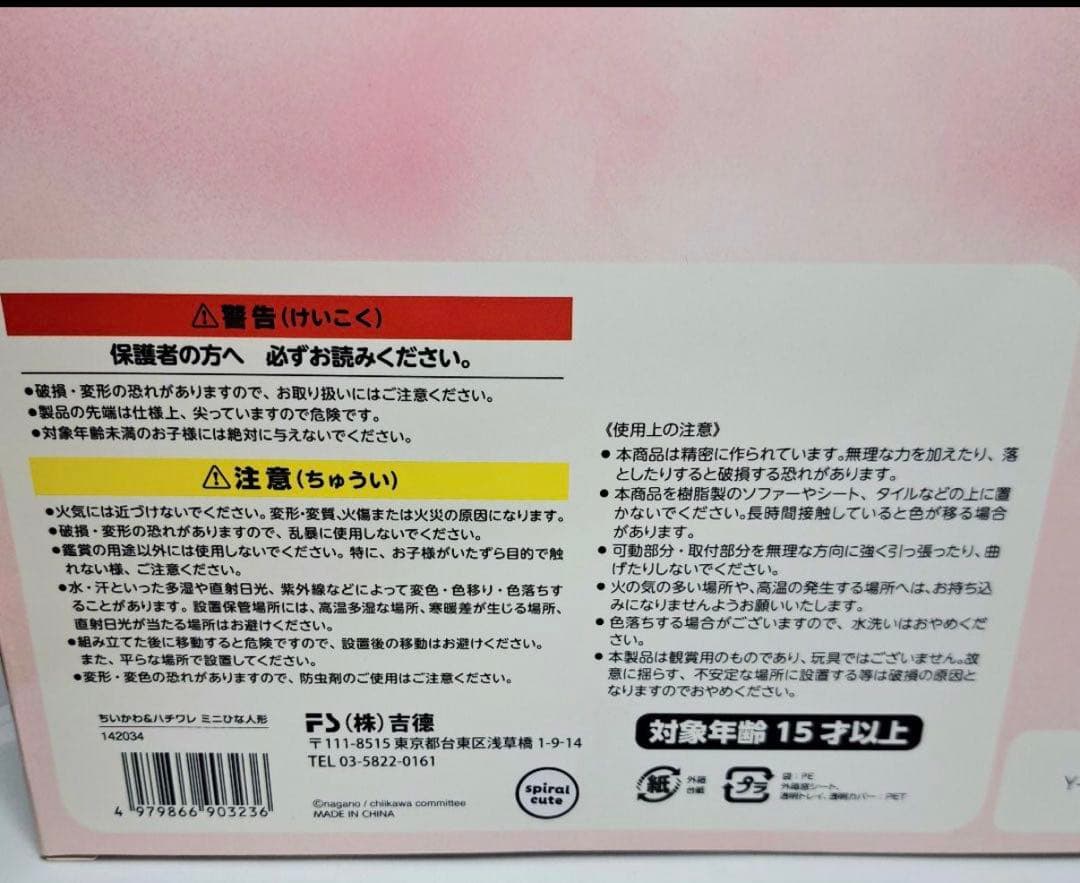 ⚠警告(けいこく)
保護者の方へ 必ずお読みください。
●破損・変形の恐れがありますので、お取り扱いにはご注意ください。
●製品の先端は仕様上、尖っていますので危険です。
●対象年齢未満のお子様には絶対に与えないでください。
⚠注意(ちゅうい)
●火気には近づけないでください。変形・変質、火傷または火災の原因になります。
●破損・変形の恐れがありますので、乱暴に使用しないでください。
●鑑賞の用途以外には使用しないでください。特に、お子様がいたずら目的で触
れない様、ご注意ください。
●水・汗といった多湿や直射日光、紫外線などによって変色・色移り・色落ちす
ることがあります。設置保管場所には、高温多湿な場所、寒暖差が生じる場所、
直射日光が当たる場所はお避けください。
●組み立てた後に移動すると危険ですので、設置後の移動はお避けください。
また、平らな場所で設置してください。
●変形・変色の恐れがありますので、防虫剤のご使用はご注意ください。
ちいかわ&ハチワレ ミニひな人形
142034
4 979866 903236
(株)吉德
〒111-8515 東京都台東区浅草橋 1-9-14
TEL 03-5822-0161
©nagano / chiikawa committee
MADE IN CHINA
spiral
cute
《使用上の注意》
● 本商品は精密に作られています。無理な力を加えたり、落
としたりすると破損する恐れがあります。
● 本商品を樹脂製のソファーやシート、タイルなどの上に置
かないでください。長時間接触していると色が移る場合
があります。
● 可動部分・取付部分を無理な方向に強く引っ張ったり、曲
げたりしないでください。
● 火の気の多い場所や、高温の発生する場所へは、お持ち込
みになりませんようお願いいたします。
● 色落ちする場合がございますので、水洗いはおやめくだ
さい。
● 本製品は観賞用のものであり、玩具ではございません。故
意に揺らす、不安定な場所に設置する等は破損の原因と
なりますのでおやめください。
対象年齢 15 才以上
紙
外箱
台紙
プラ
袋：PE
外箱窓シート、
透明トレイ、透明カバー：PET